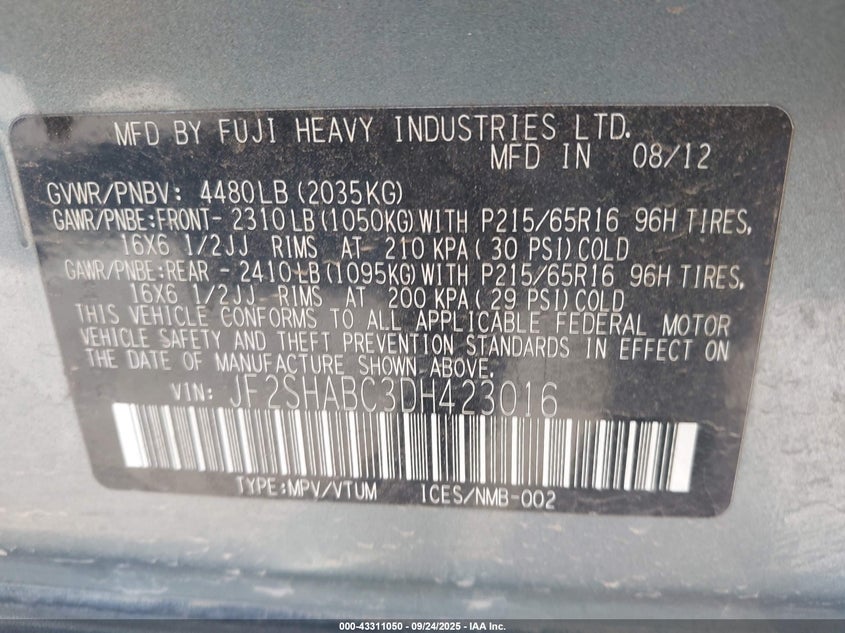 MFD BY FUJI HEAVY INDUSTRIES LTD.
MFD IN 08/12
GVWR/PNBV: 4480LB (2035KG)
GAWR/PNBE:FRONT- 2310 LB (1050KG) WITH P215/65R16 96H TIRES,
16X6 1/2JJ RIMS AT 210 KPA ( 30 PSI) COLD
GAWR/PNBE:REAR - 2410 LB (1095KG) WITH P215/65R16 96H TIRES,
16X6 1/2JJ RIMS AT 200 KPA ( 29 PSI) COLD
THIS VEHICLE CONFORMS TO ALL APPLICABLE FEDERAL MOTOR
VEHICLE SAFETY AND THEFT PREVENTION STANDARDS IN EFFECT ON
THE DATE OF MANUFACTURE SHOWN ABOVE.
VIN: JF2SHABC3DH423016
TYPE:MPV/VTUM ICES/NMB-002
000-43311050 - 09/24/2025 - IAA Inc.